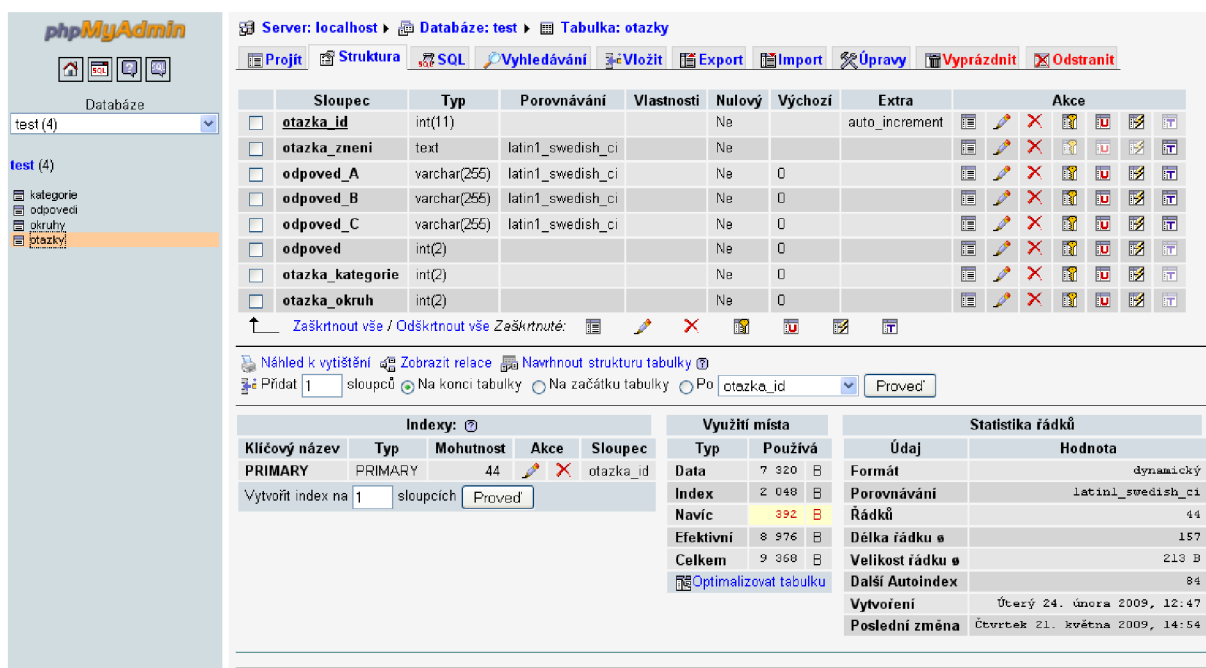 phpMyAdmin
Databáze
test (4)
test (4)
kategorie
odpovedi
okruhy
otazky
Server: localhost Databáze: test Tabulka: otazky
Projít Struktura SQL Vyhledávání Vložit Export Import Úpravy Vyprázdnit Odstranit
Sloupec Typ Porovnávání Vlastnosti Nulový Výchozí Extra Akce
otazka_id int(11) Ne auto_increment
otazka_zneni text latin1_swedish_ci Ne
odpoved_A varchar(255) latin1_swedish_ci Ne 0
odpoved_B varchar(255) latin1_swedish_ci Ne 0
odpoved_C varchar(255) latin1_swedish_ci Ne 0
odpoved int(2) Ne 0
otazka_kategorie int(2) Ne 0
otazka_okruh int(2) Ne 0
Zaškrtnout vše / Odškrtnout vše Zaškrtnuté:
Náhled k vytištění Zobrazit relace Navrhnout strukturu tabulky
Přidat 1 sloupců Na konci tabulky Na začátku tabulky Po otazka_id Proveď
Indexy:
Klíčový název Typ Mohutnost Akce Sloupec
PRIMARY PRIMARY 44 otazka_id
Vytvořit index na 1 sloupcích Proveď
Využití místa
Typ Používá
Data 7 320 B
Index 2 048 B
Navíc 392 B
Efektivní 8 976 B
Celkem 9 368 B
Optimalizovat tabulku
Statistika řádků
Údaj Hodnota
Formát dynamický
Porovnávání latin1_swedish_ci
Řádků 44
Délka řádku ø 157
Velikost řádku ø 213 B
Další Autoindex 84
Vytvoření Úterý 24. února 2009, 12:47
Poslední změna Čtvrtek 21. května 2009, 14:54